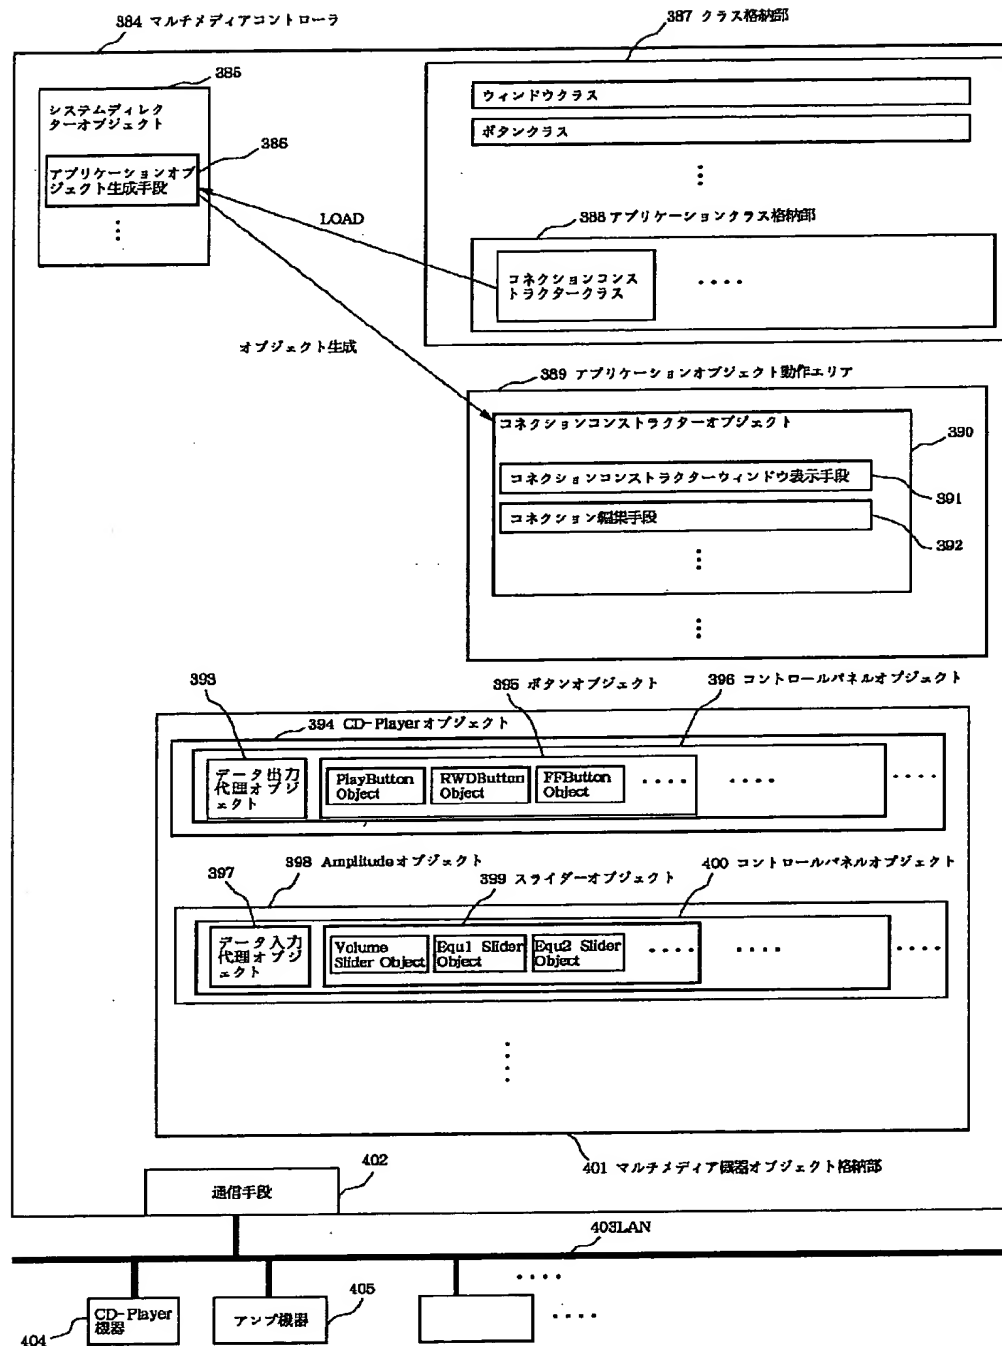 384 マルチメディアコントローラ
387 クラス格納部
385
システムディレク
ターオブジェクト
386
アプリケーションオブ
ジェクト生成手段
ウィンドウクラス
ボタンクラス
LOAD
388 アプリケーションクラス格納部
コネクションコンス
トラクタークラス
オブジェクト生成
389 アプリケーションオブジェクト動作エリア
コネクションコンストラクターオブジェクト
390
コネクションコンストラクターウィンドウ表示手段
391
コネクション編集手段
392
393
395 ボタンオブジェクト
396 コントロールパネルオブジェクト
394 CD-Playerオブジェクト
データ出力
代理オブジ
ェクト
PlayButton
Object
RWDButton
Object
FFButton
Object
397
398 Amplitudeオブジェクト
399 スライダーオブジェクト
400 コントロールパネルオブジェクト
データ入力
代理オブジ
ェクト
Volume
Slider Object
Equ1 Slider
Object
Equ2 Slider
Object
401 マルチメディア機器オブジェクト格納部
402
通信手段
403LAN
CD-Player
機器
404
アンプ機器
405